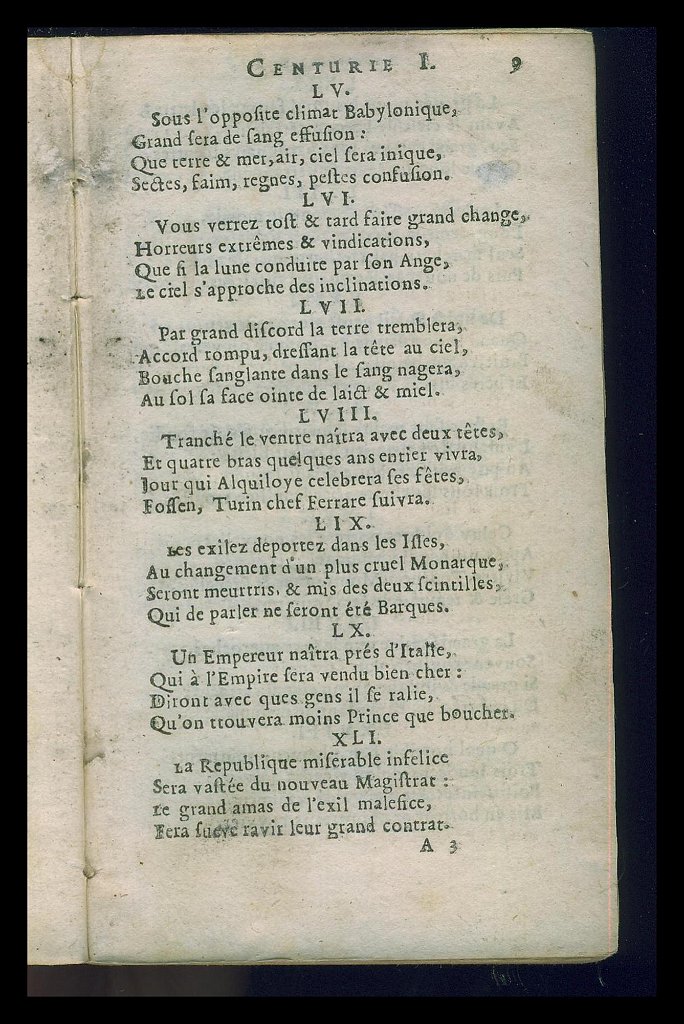 CENTURIE I. 9
LV.
Sous l'opposite climat Babylonique,
Grand ſera de ſang effuſion :
Que terre & mer, air, ciel ſera inique,
Sectes, faim, regnes, peſtes confuſion.
LVI.
Vous verrez toſt & tard faire grand change,
Horreurs extrêmes & vindications,
Que ſi la lune conduite par ſon Ange,
Le ciel s'approche des inclinations.
LVII.
Par grand diſcord la terre tremblera,
Accord rompu, dreſſant la tête au ciel,
Bouche ſanglante dans le ſang nagera,
Au ſol ſa face ointe de laict & miel.
LVIII.
Tranché le ventre naîtra avec deux têtes,
Et quatre bras quelques ans entier vivra,
Jour qui Alquiloye celebrera ſes fêtes,
Foſſen, Turin chef Ferrare ſuivra.
LIX.
Les exilez deportez dans les Iſles,
Au changement d'un plus cruel Monarque,
Seront meurtris, & mis des deux ſcintilles,
Qui de parler ne ſeront été Barques.
LX.
Un Empereur naîtra prés d'Italie,
Qui à l'Empire ſera vendu bien cher :
Diront avec ques gens il ſe ralie,
Qu'on ttouvera moins Prince que boucher.
XLI.
La Republique miſerable infelice
Sera vaſtée du nouveau Magiſtrat :
Le grand amas de l'exil malefice,
Fera ſueve ravir leur grand contrat.
A 3